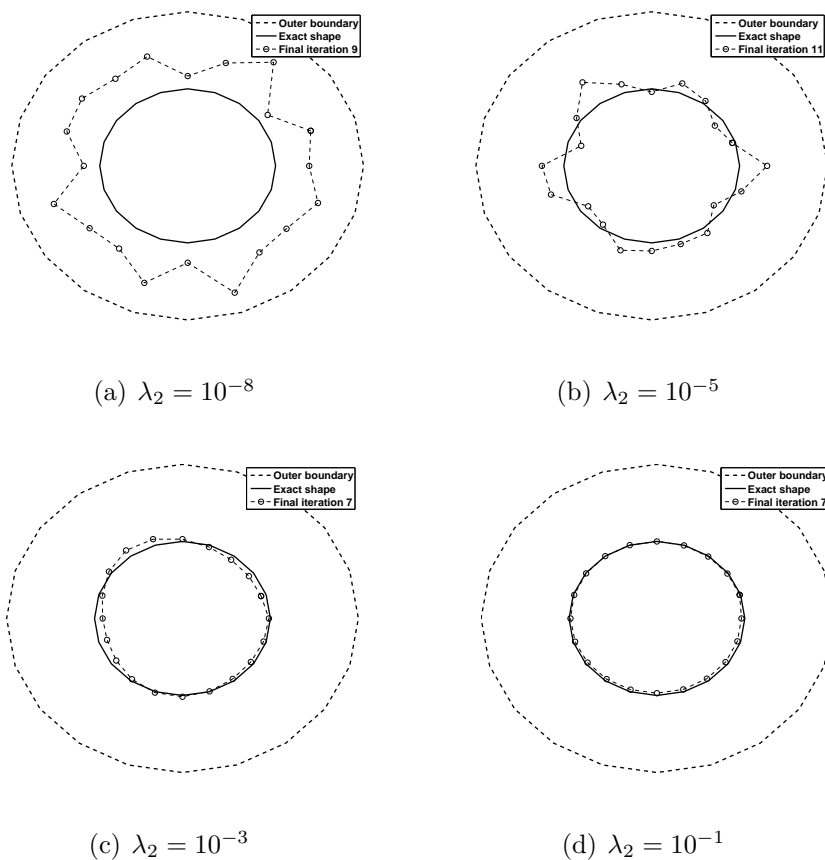 Outer boundary
Exact shape
Final iteration 9
(a) λ₂ = 10⁻⁸
Outer boundary
Exact shape
Final iteration 11
(b) λ₂ = 10⁻⁵
Outer boundary
Exact shape
Final iteration 7
(c) λ₂ = 10⁻³
Outer boundary
Exact shape
Final iteration 7
(d) λ₂ = 10⁻¹